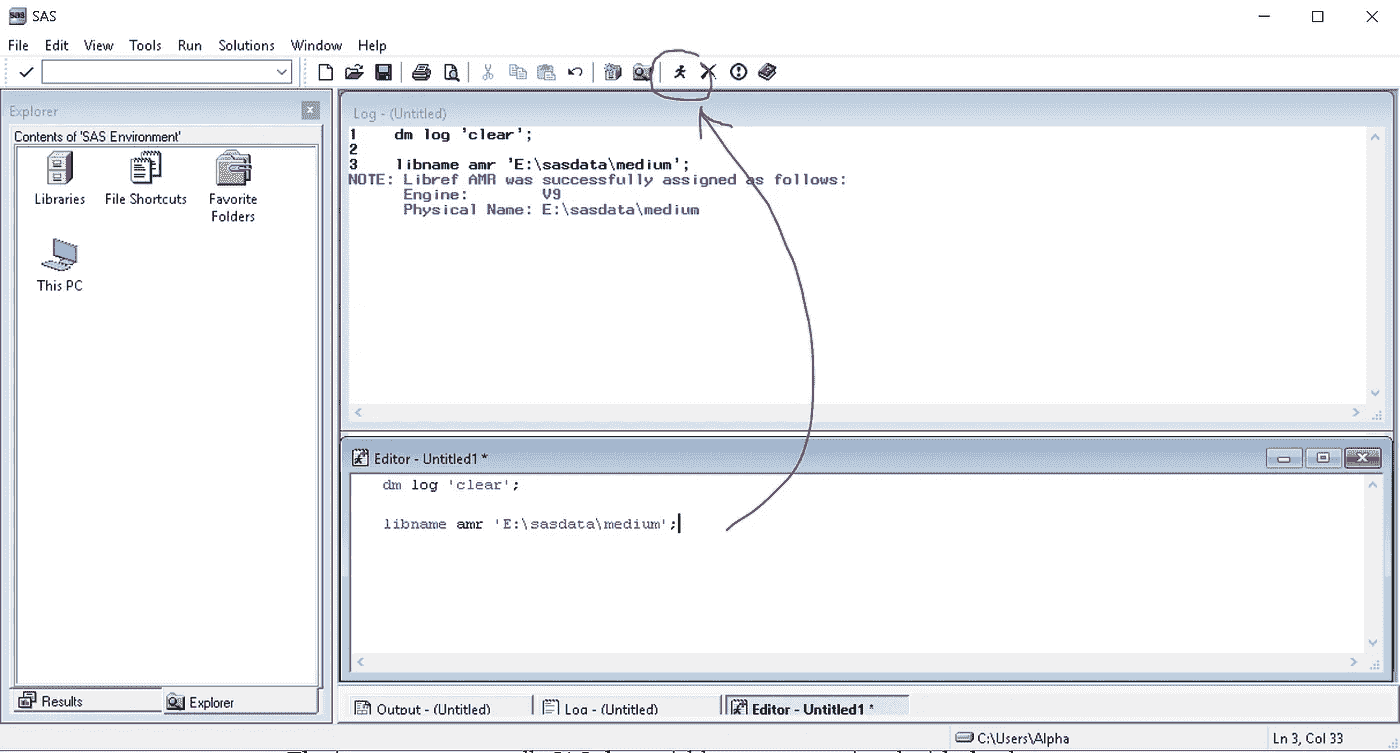 SAS
File Edit View Tools Run Solutions Window Help
Explorer
Contents of 'SAS Environment'
Libraries File Shortcuts Favorite Folders
This PC
Log - (Untitled)
1 dm log 'clear';
2
3 libname amr 'E:\sasdata\medium';
NOTE: Libref AMR was successfully assigned as follows:
Engine: V9
Physical Name: E:\sasdata\medium
Editor - Untitled1 *
dm log 'clear';
libname amr 'E:\sasdata\medium';
Results Explorer
Output - (Untitled) Log - (Untitled) Editor - Untitled1 *
C:\Users\Alpha Ln 3, Col 33